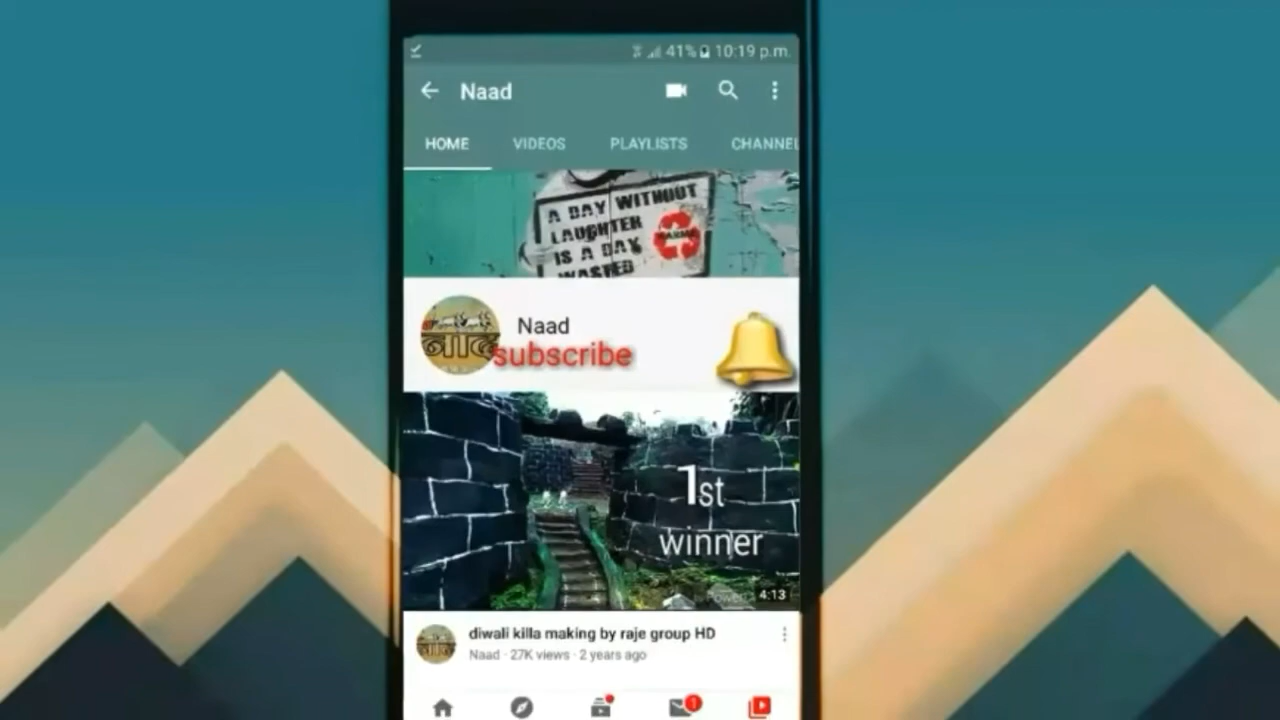 41% 10:19 p.m.
Naad
HOME VIDEOS PLAYLISTS CHANNEL
A DAY WITHOUT
LAUGHTER
IS A DAY
WASTED
Naad
नाद
subscribe
1st
winner
4:13
diwali killa making by raje group HD
Naad · 27K views · 2 years ago
1